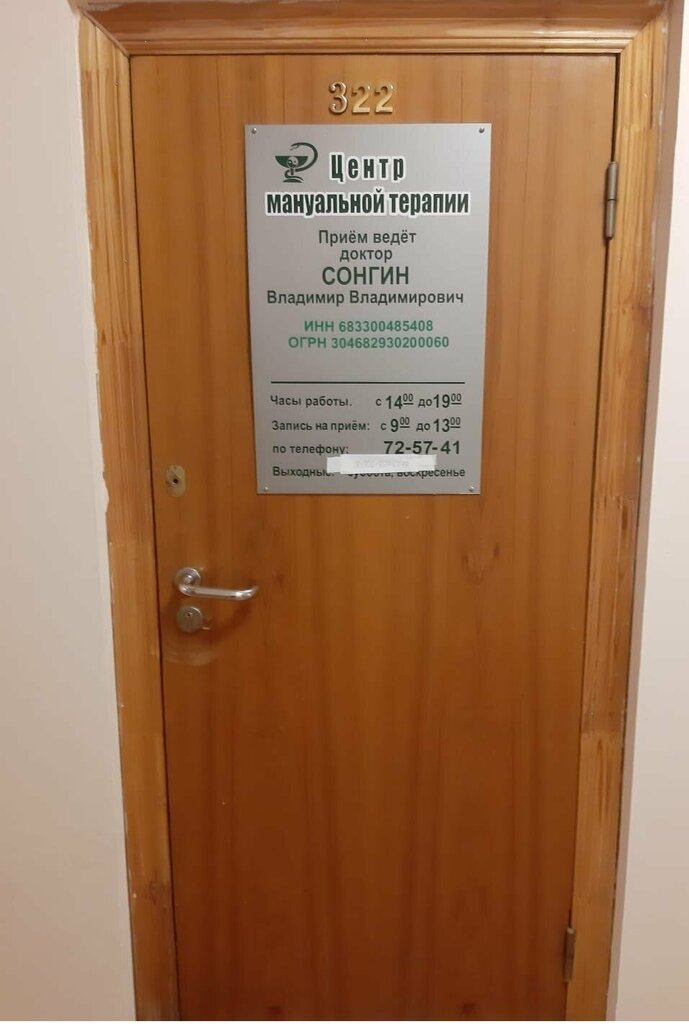 322
Центр
мануальной терапии
Приём ведёт
доктор
СОНГИН
Владимир Владимирович
ИНН 683300485408
ОГРН 304682930200060
Часы работы. с 14⁰⁰ до 19⁰⁰
Запись на приём: с 9⁰⁰ до 13⁰⁰
по телефону: 72-57-41
Выходные: суббота, воскресенье